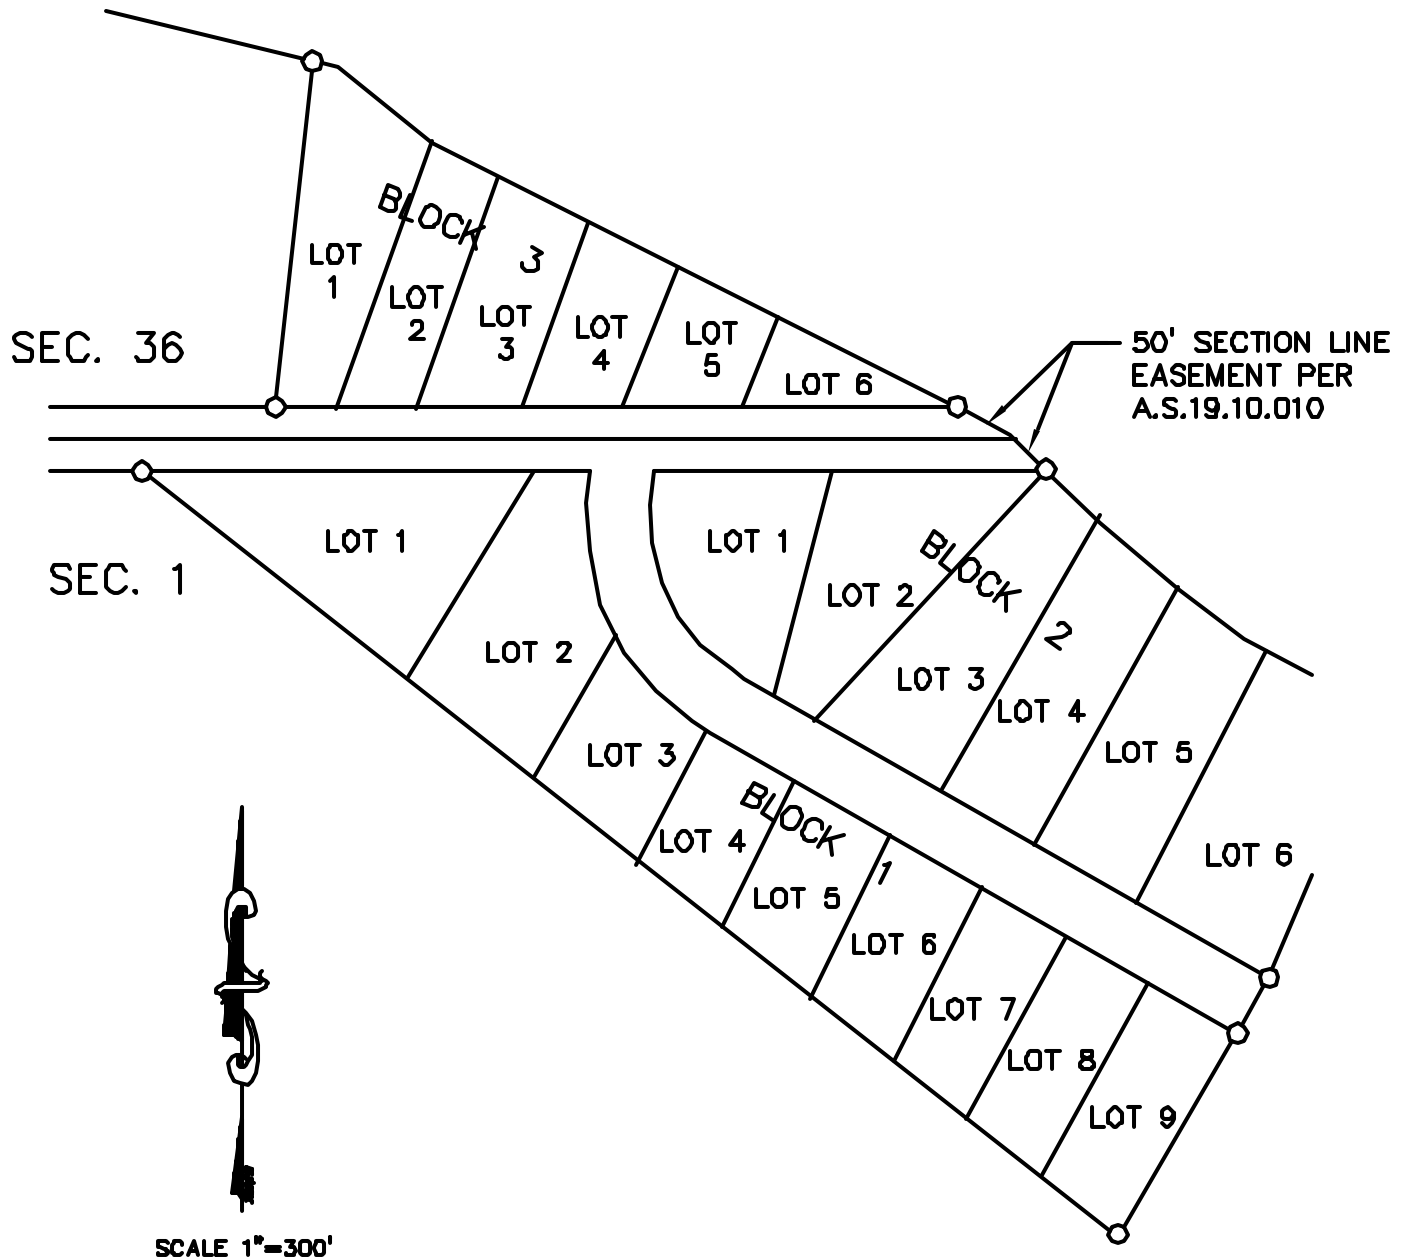 BLOCK 3
LOT 1
LOT 2
LOT 3
LOT 4
LOT 5
LOT 6
SEC. 36
50' SECTION LINE
EASEMENT PER
A.S.19.10.010
SEC. 1
LOT 1
LOT 2
LOT 3
LOT 4
LOT 5
LOT 6
LOT 7
LOT 8
LOT 9
BLOCK 1
LOT 1
LOT 2
LOT 3
LOT 4
LOT 5
LOT 6
BLOCK 2
SCALE 1"=300'